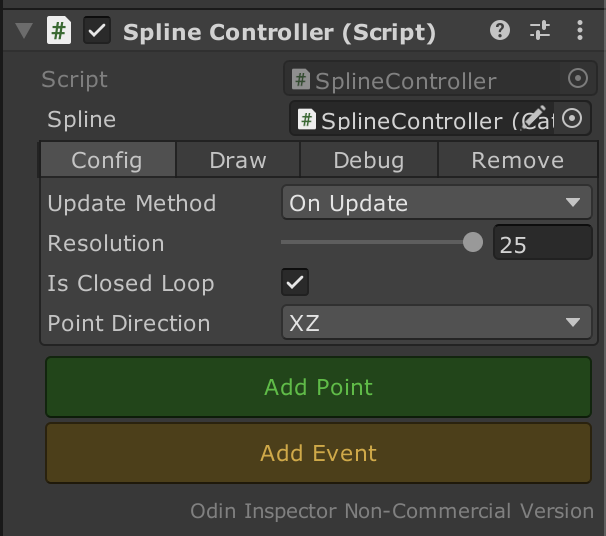 Spline Controller (Script)
Script SplineController
Spline SplineController (Cat
Config Draw Debug Remove
Update Method On Update
Resolution 25
Is Closed Loop
Point Direction XZ
Add Point
Add Event
Odin Inspector Non-Commercial Version